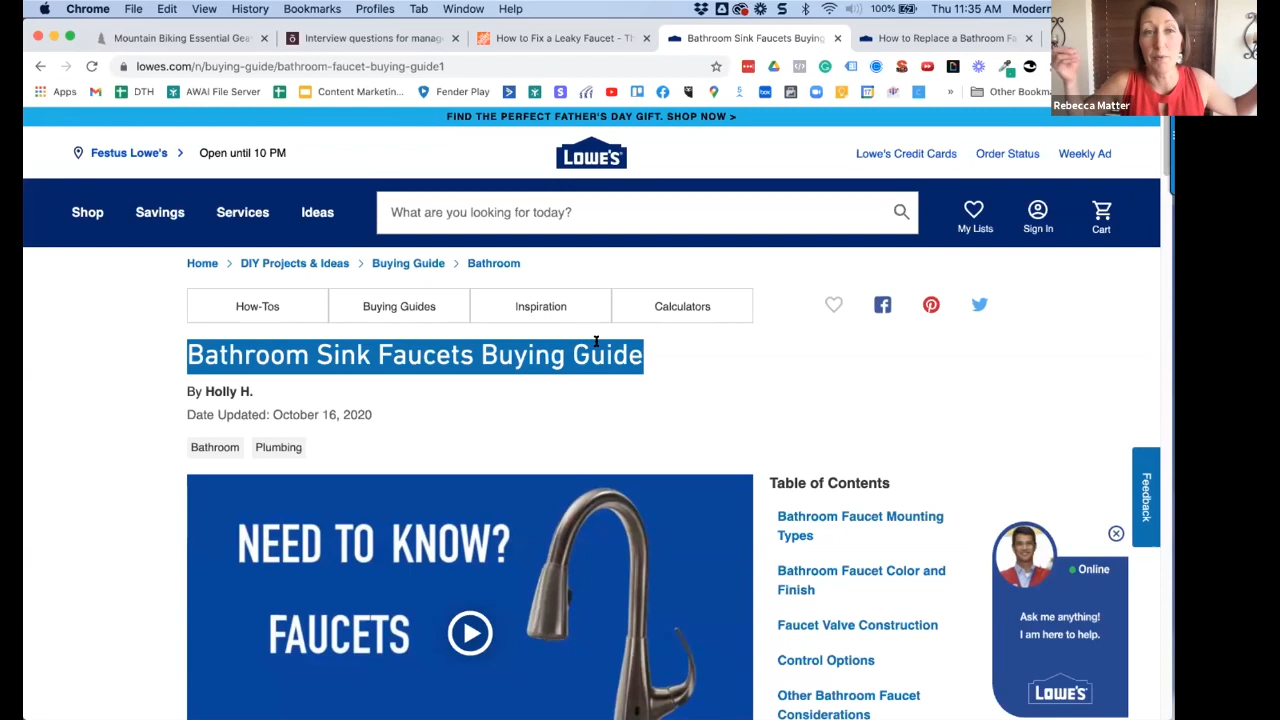 Chrome File Edit View History Bookmarks Profiles Tab Window Help
100% Thu 11:35 AM Modern
Mountain Biking Essential Gea
Interview questions for manag
How to Fix a Leaky Faucet - Th
Bathroom Sink Faucets Buying
How to Replace a Bathroom Fa
lowes.com/n/buying-guide/bathroom-faucet-buying-guide1
Rebecca Matter
Apps
DTH
AWAI File Server
Content Marketin...
Fender Play
Other Bookma
FIND THE PERFECT FATHER'S DAY GIFT. SHOP NOW >
Festus Lowe's > Open until 10 PM
LOWE'S
Lowe's Credit Cards
Order Status
Weekly Ad
Shop
Savings
Services
Ideas
What are you looking for today?
My Lists
Sign In
Cart
Home > DIY Projects & Ideas > Buying Guide > Bathroom
How-Tos
Buying Guides
Inspiration
Calculators
Bathroom Sink Faucets Buying Guide
By Holly H.
Date Updated: October 16, 2020
Bathroom
Plumbing
NEED TO KNOW?
FAUCETS
Table of Contents
Bathroom Faucet Mounting
Types
Bathroom Faucet Color and
Finish
Faucet Valve Construction
Control Options
Other Bathroom Faucet
Considerations
Feedback
Online
Ask me anything!
I am here to help.
LOWE'S